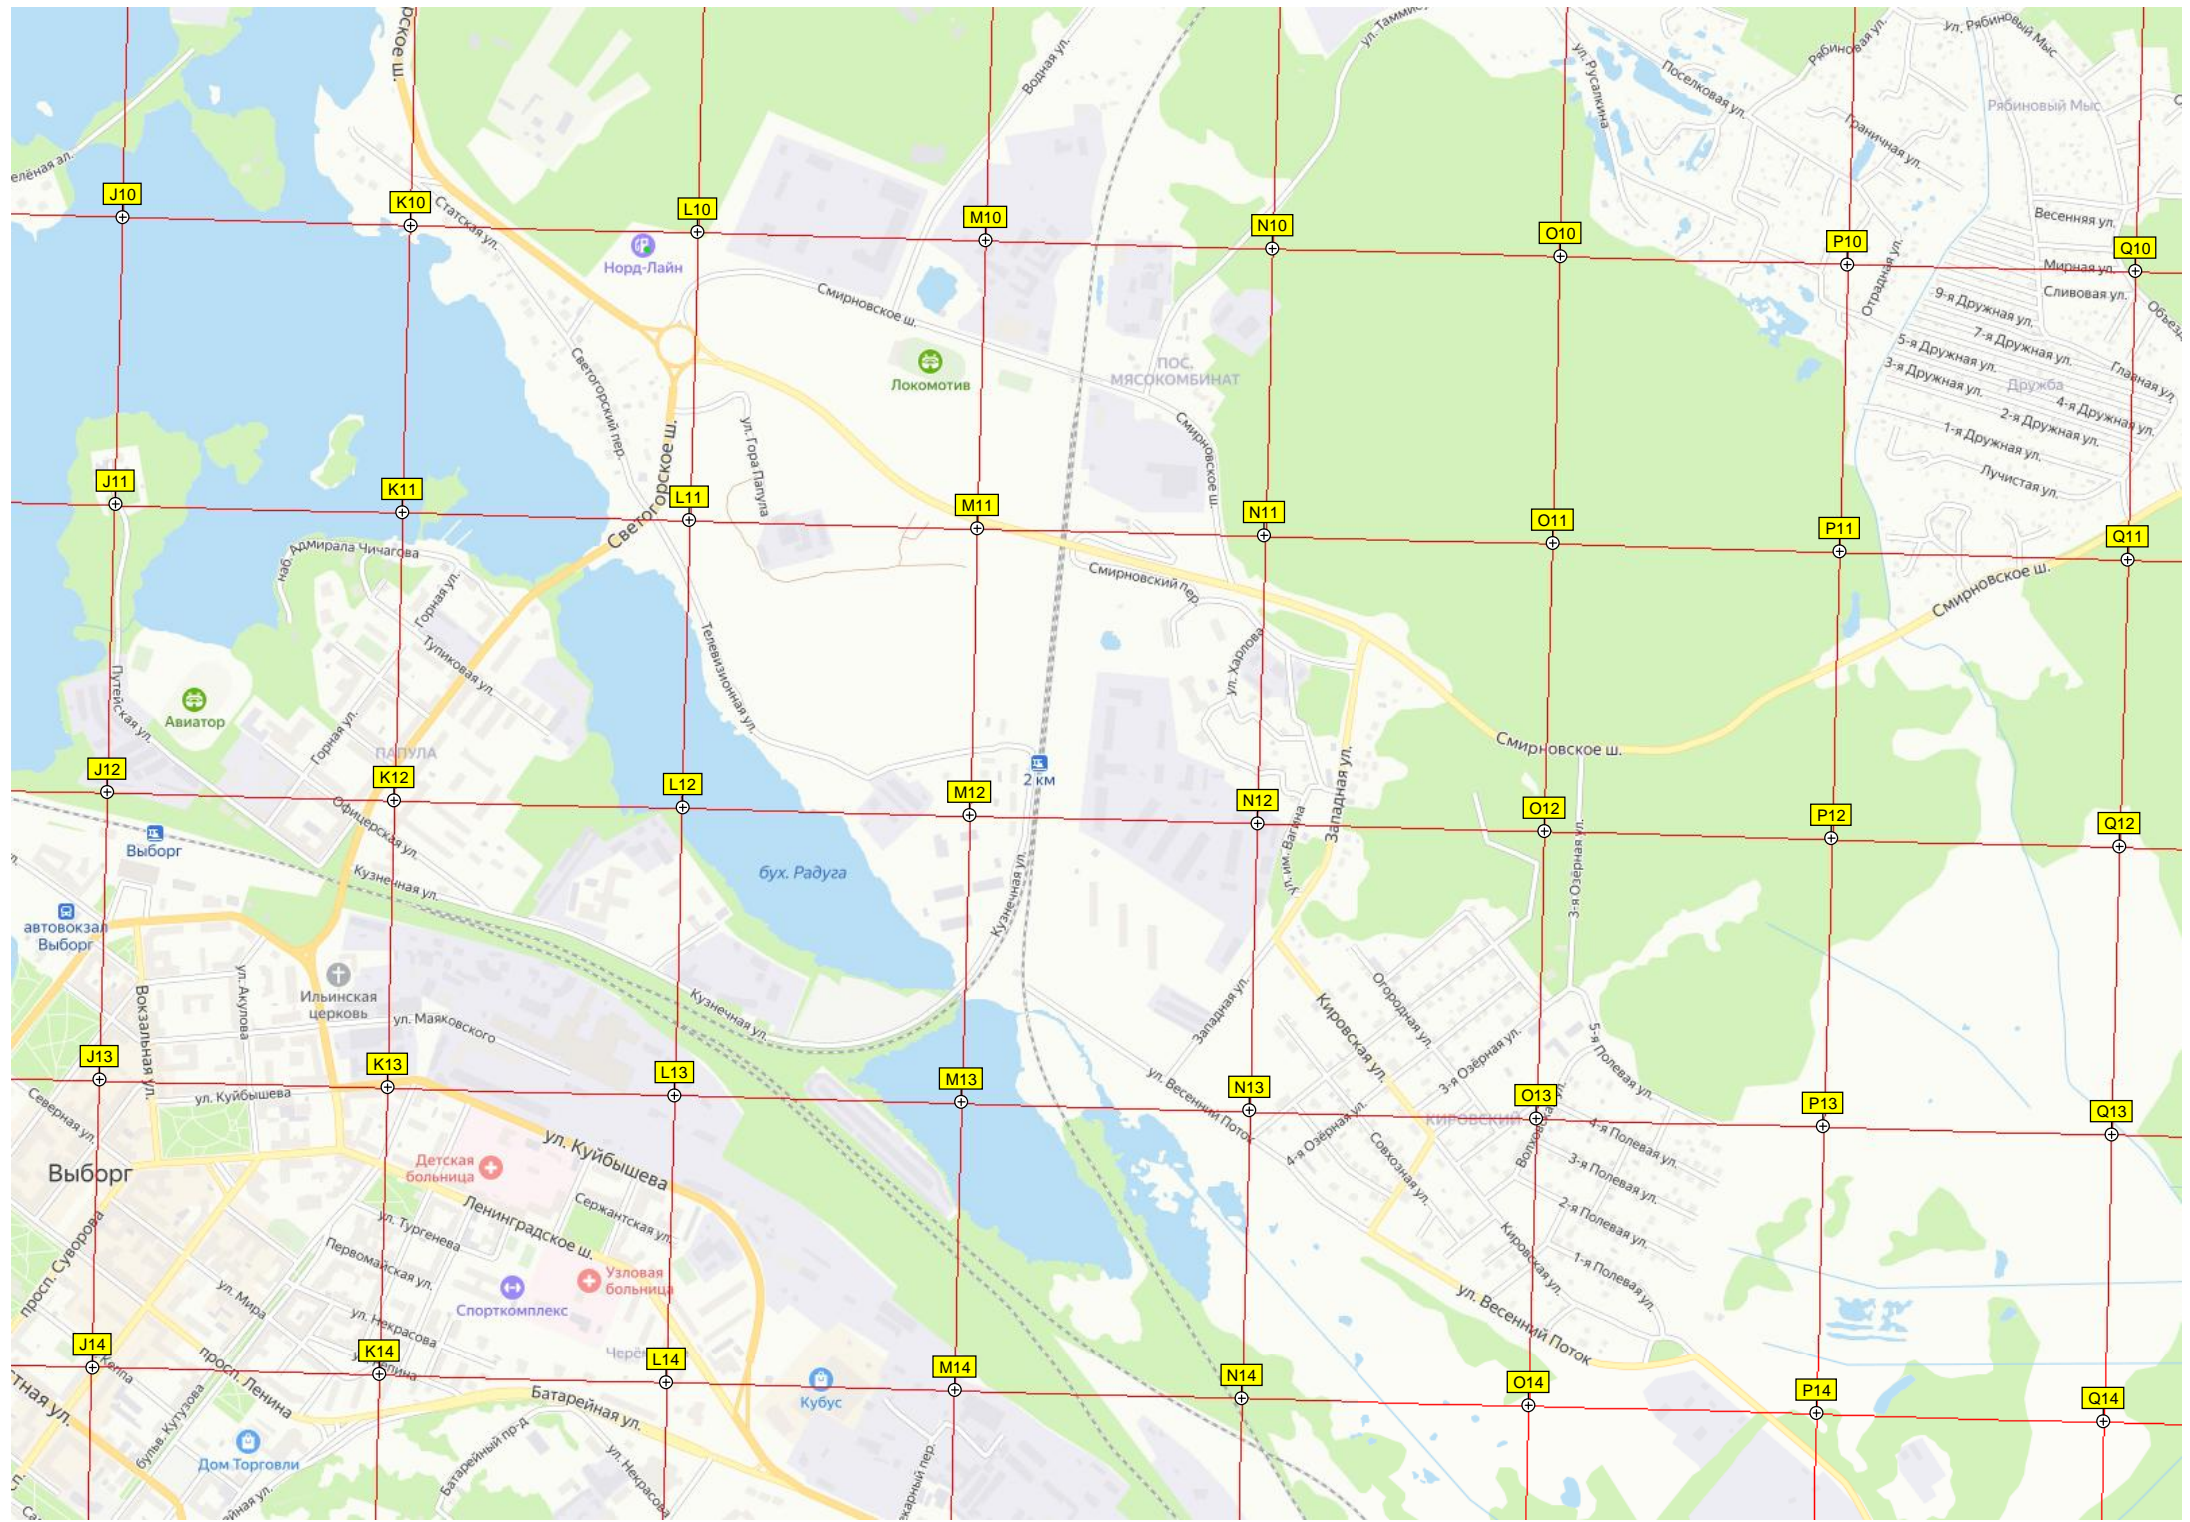 рское ш.
Водная ул.
ул. Русалкина
Поселковая ул.
Рябиновая ул.
ул. Рябиновый Мыс
Рябиновый Мыс
Граничная ул.
J10
K10
L10
M10
N10
O10
P10
Q10
Статская ул.
Норд-Лайн
Смирновское ш.
Весенняя ул.
Мирная ул.
Сливовая ул.
Отрадная ул.
9-я Дружная ул.
7-я Дружная ул.
5-я Дружная ул.
3-я Дружная ул.
Дружба
Главная ул.
4-я Дружная ул.
2-я Дружная ул.
1-я Дружная ул.
Лучистая ул.
Светогорский пер.
Локомотив
ПОС.
МЯСОКОМБИНАТ
Смирновское ш.
ул. Гора Папула
Светогорское ш.
J11
K11
L11
M11
N11
O11
P11
Q11
наб. Адмирала Чичагова
Горная ул.
Тупиковая ул.
Смирновский пер.
Смирновское ш.
Телевизионная ул.
ул. Харлова
Путейская ул.
Авиатор
Горная ул.
ПАПУЛА
Смирновское ш.
Западная ул.
2 км
J12
K12
L12
M12
N12
O12
P12
Q12
Офицерская ул.
Выборг
Кузнечная ул.
бух. Радуга
Кузнечная ул.
ул. им. Вагина
3-я Озёрная ул.
автовокзал
Выборг
Вокзальная ул.
ул. Акулова
Ильинская
церковь
ул. Маяковского
Кузнечная ул.
Западная ул.
Огородная ул.
Кировская ул.
3-я Озёрная ул.
5-я Полевая ул.
J13
K13
L13
M13
N13
O13
P13
Q13
Северная ул.
ул. Куйбышева
ул. Весенний Поток
4-я Озёрная ул.
КИРОВСКИЙ
Совхозная ул.
4-я Полевая ул.
3-я Полевая ул.
2-я Полевая ул.
1-я Полевая ул.
Кировская ул.
Выборг
ул. Куйбышева
Детская
больница
Ленинградское ш.
Сержантская ул.
ул. Тургенева
Первомайская ул.
просп. Суворова
ул. Мира
ул. Некрасова
Спорткомплекс
Узловая
больница
ул. Весенний Поток
J14
K14
L14
M14
N14
O14
P14
Q14
просп. Ленина
бульв. Кутузова
Дом Торговли
Батарейная ул.
Батарейный пр-д
ул. Некрасова
Кубус